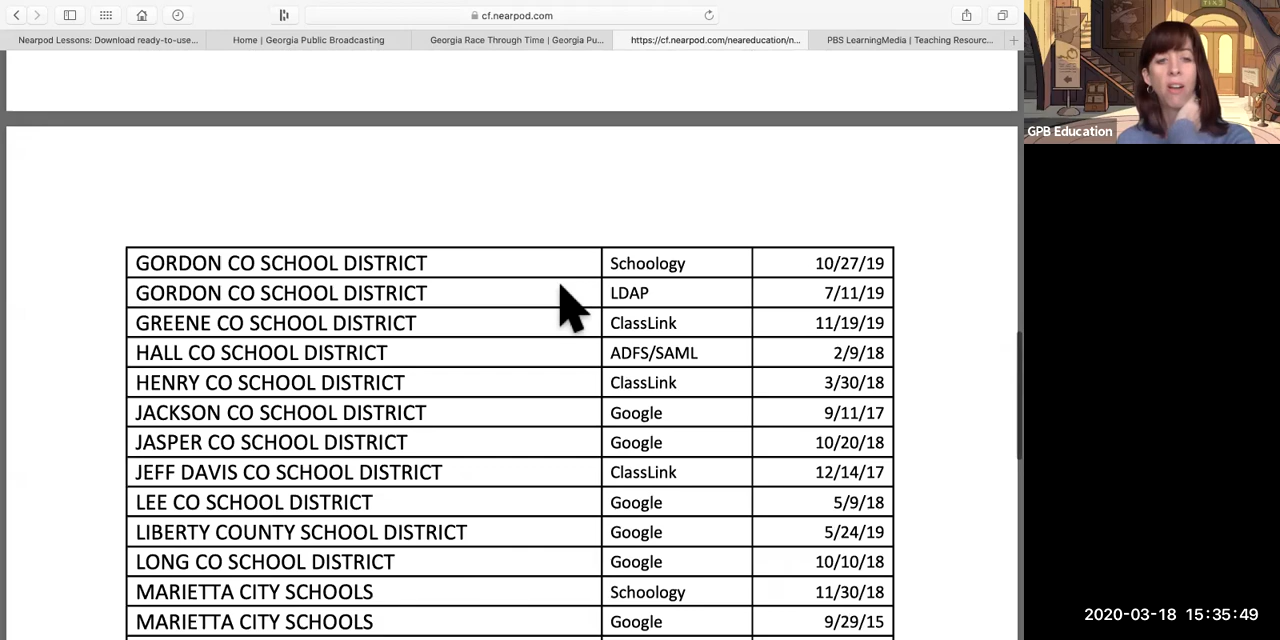 cf.nearpod.com
Nearpod Lessons: Download ready-to-use...
Home | Georgia Public Broadcasting
Georgia Race Through Time | Georgia Pu...
https://cf.nearpod.com/neareducation/n...
PBS LearningMedia | Teaching Resourc...
GPB Education
GORDON CO SCHOOL DISTRICT Schoology 10/27/19
GORDON CO SCHOOL DISTRICT LDAP 7/11/19
GREENE CO SCHOOL DISTRICT ClassLink 11/19/19
HALL CO SCHOOL DISTRICT ADFS/SAML 2/9/18
HENRY CO SCHOOL DISTRICT ClassLink 3/30/18
JACKSON CO SCHOOL DISTRICT Google 9/11/17
JASPER CO SCHOOL DISTRICT Google 10/20/18
JEFF DAVIS CO SCHOOL DISTRICT ClassLink 12/14/17
LEE CO SCHOOL DISTRICT Google 5/9/18
LIBERTY COUNTY SCHOOL DISTRICT Google 5/24/19
LONG CO SCHOOL DISTRICT Google 10/10/18
MARIETTA CITY SCHOOLS Schoology 11/30/18
MARIETTA CITY SCHOOLS Google 9/29/15
2020-03-18 15:35:49